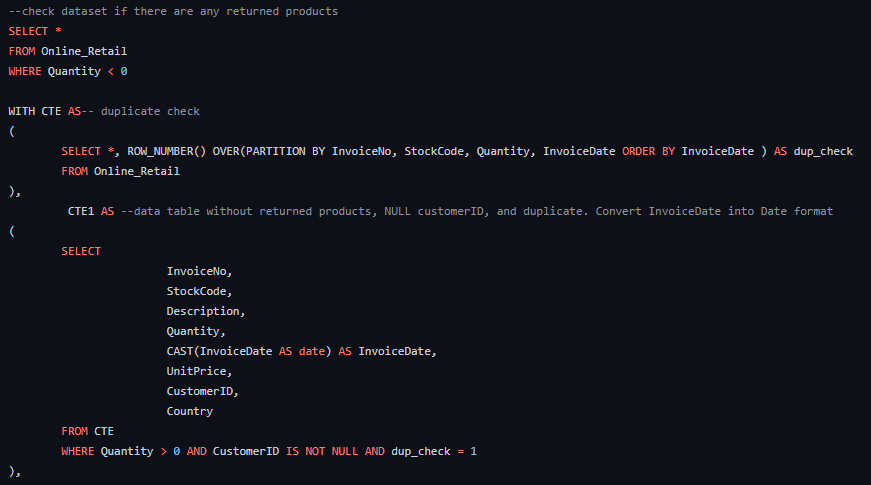 --check dataset if there are any returned products
SELECT *
FROM Online_Retail
WHERE Quantity < 0
WITH CTE AS-- duplicate check
(
SELECT *, ROW_NUMBER() OVER(PARTITION BY InvoiceNo, StockCode, Quantity, InvoiceDate ORDER BY InvoiceDate ) AS dup_check
FROM Online_Retail
),
CTE1 AS --data table without returned products, NULL customerID, and duplicate. Convert InvoiceDate into Date format
(
SELECT
InvoiceNo,
StockCode,
Description,
Quantity,
CAST(InvoiceDate AS date) AS InvoiceDate,
UnitPrice,
CustomerID,
Country
FROM CTE
WHERE Quantity > 0 AND CustomerID IS NOT NULL AND dup_check = 1
),